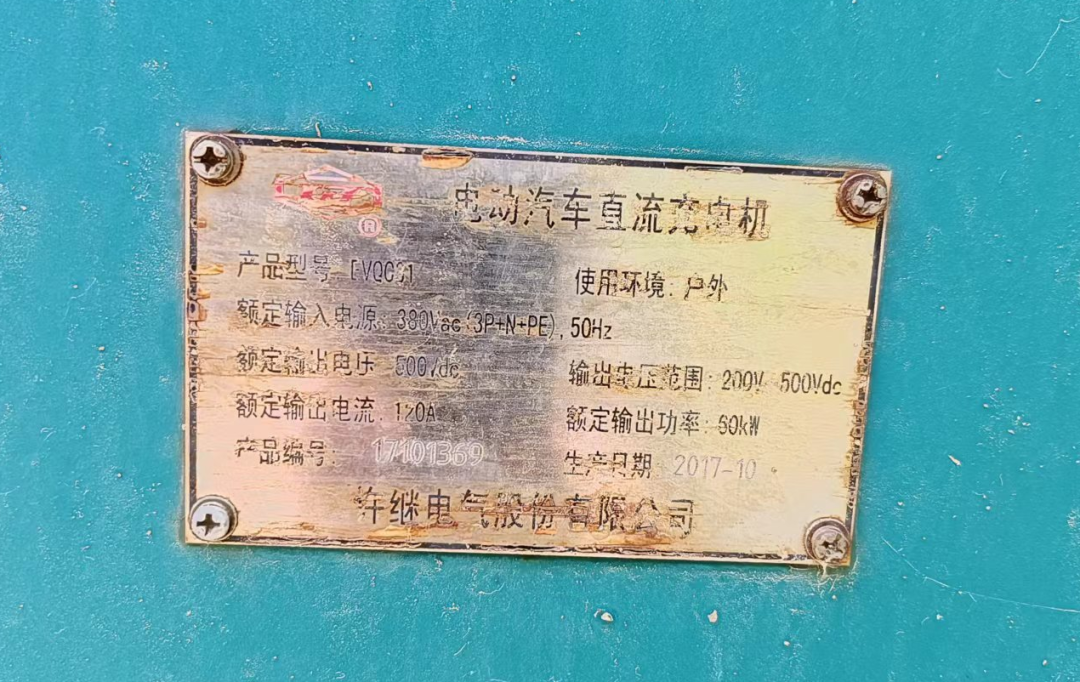 ®
电动汽车直流充电机
产品型号: EVQC31 使用环境: 户外
额定输入电源: 380Vac(3P+N+PE), 50Hz
额定输出电压: 500Vdc 输出电压范围: 200V-500Vdc
额定输出电流: 120A 额定输出功率: 60kW
产品编号: 17101369 生产日期 2017-10
许继电气股份有限公司